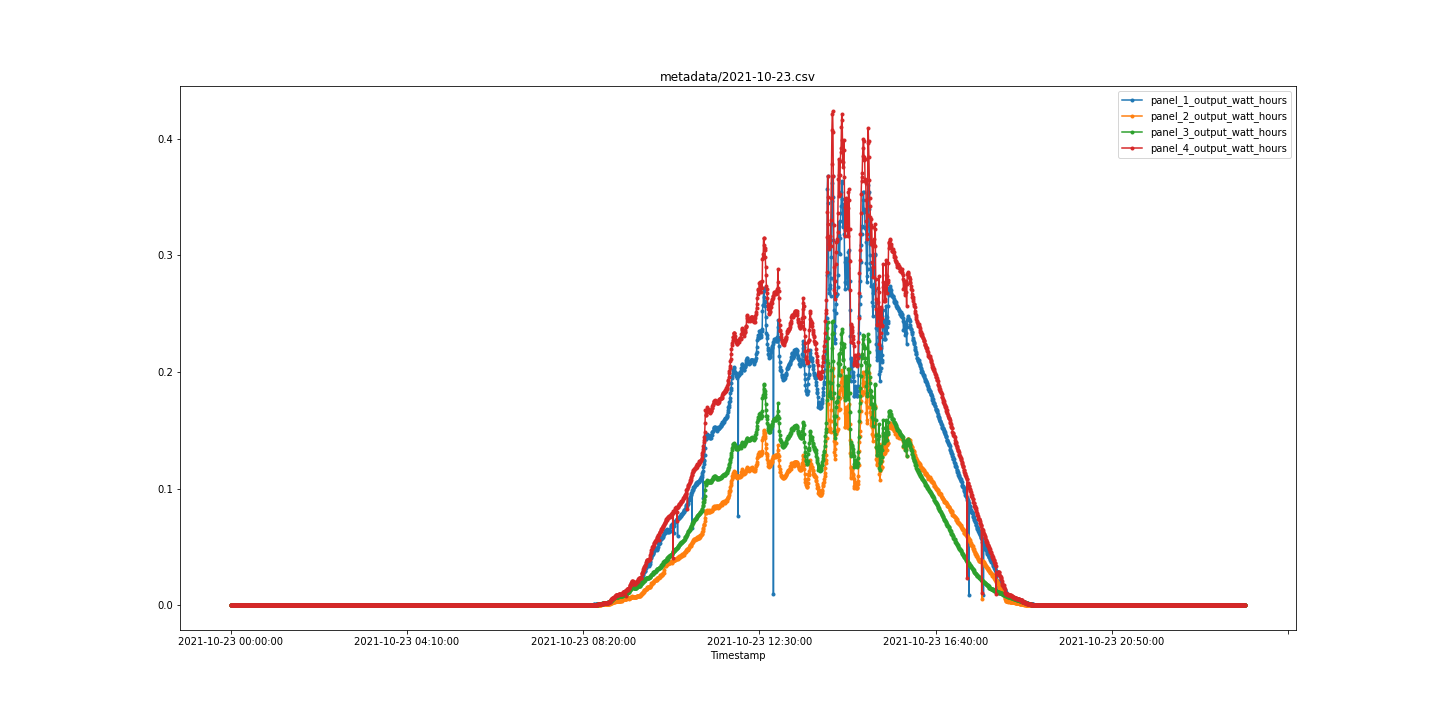 metadata/2021-10-23.csv
panel_1_output_watt_hours
panel_2_output_watt_hours
panel_3_output_watt_hours
panel_4_output_watt_hours
0.4
0.3
0.2
0.1
0.0
2021-10-23 00:00:00 2021-10-23 04:10:00 2021-10-23 08:20:00 2021-10-23 12:30:00 2021-10-23 16:40:00 2021-10-23 20:50:00
Timestamp